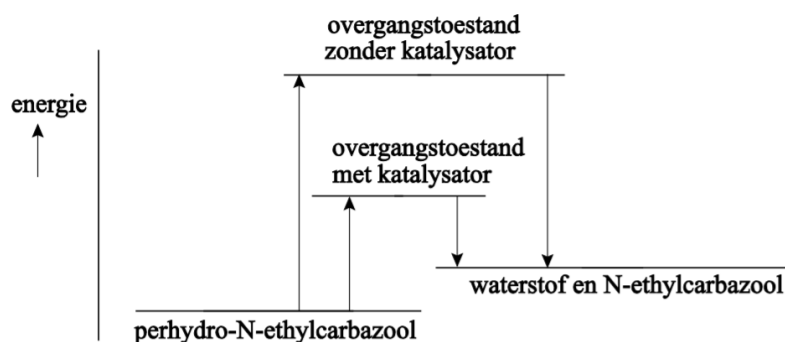 overgangstoestand
zonder katalysator
energie
overgangstoestand
met katalysator
waterstof en N-ethylcarbazool
perhydro-N-ethylcarbazool